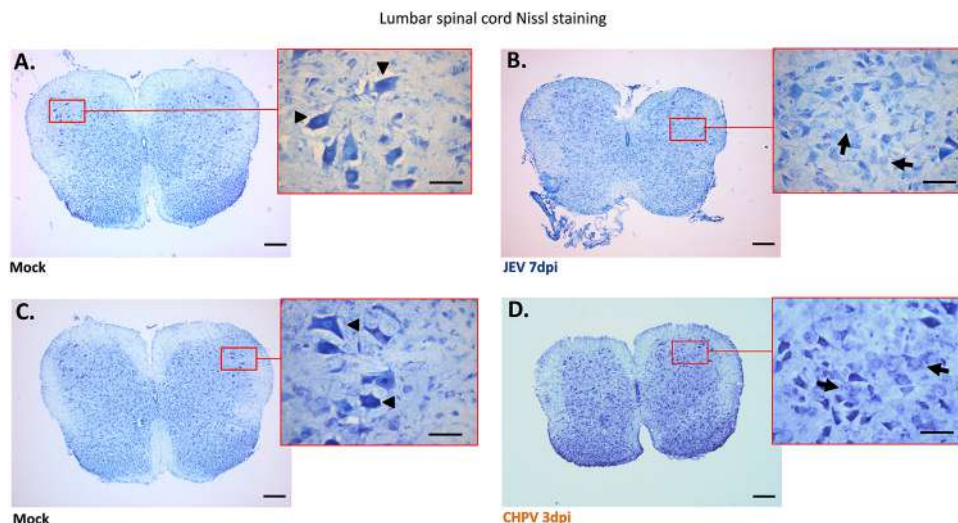 Lumbar spinal cord Nissl staining
A.
B.
Mock
JEV 7dpi
C.
D.
Mock
CHPV 3dpi